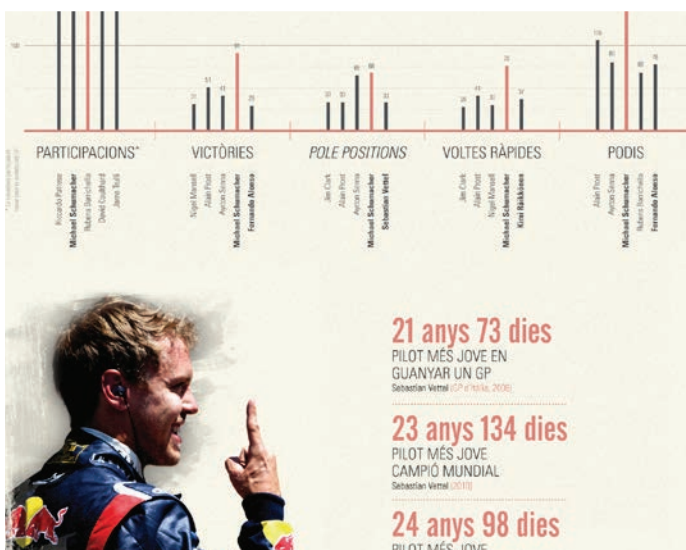 PARTICIPACIONS*
VICTÒRIES
POLE POSITIONS
VOLTES RÀPIDES
PODIS
Riccardo Patrese
Michael Schumacher
Rubens Barrichello
David Coulthard
Jarno Trulli
Nigel Mansell
Alain Prost
Ayrton Senna
Michael Schumacher
Fernando Alonso
Jim Clark
Alain Prost
Ayrton Senna
Michael Schumacher
Sebastian Vettel
Jim Clark
Alain Prost
Nigel Mansell
Michael Schumacher
Kimi Räikkönen
Alain Prost
Ayrton Senna
Michael Schumacher
Rubens Barrichello
Fernando Alonso
21 anys 73 dies
PILOT MÉS JOVE EN
GUANYAR UN GP
Sebastian Vettel (GP d'Itàlia, 2008)
23 anys 134 dies
PILOT MÉS JOVE
CAMPIÓ MUNDIAL
Sebastian Vettel (2010)
24 anys 98 dies
PILOT MÉS JOVE